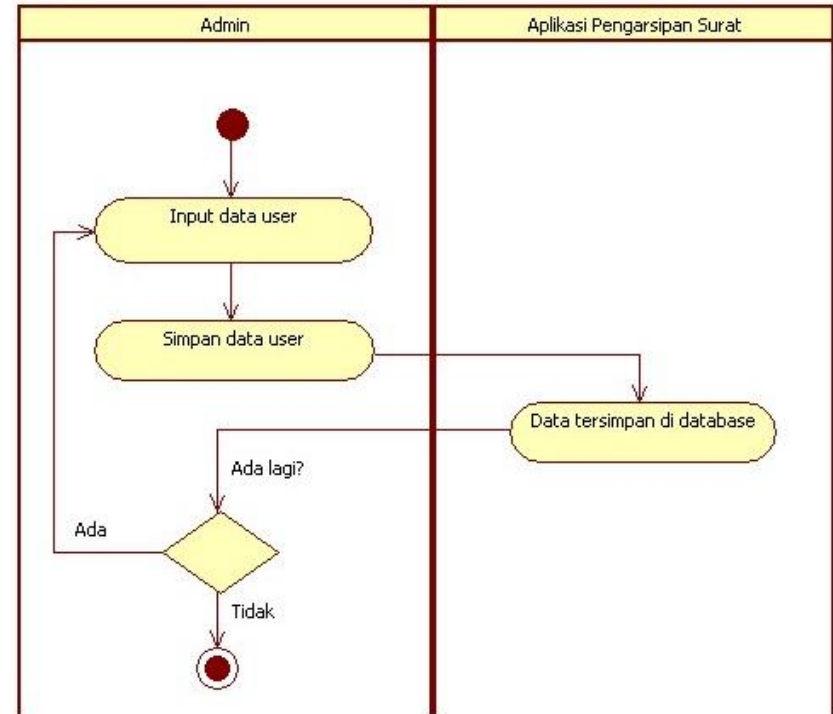 Admin
Aplikasi Pengarsipan Surat
Input data user
Simpan data user
Data tersimpan di database
Ada lagi?
Ada
Tidak